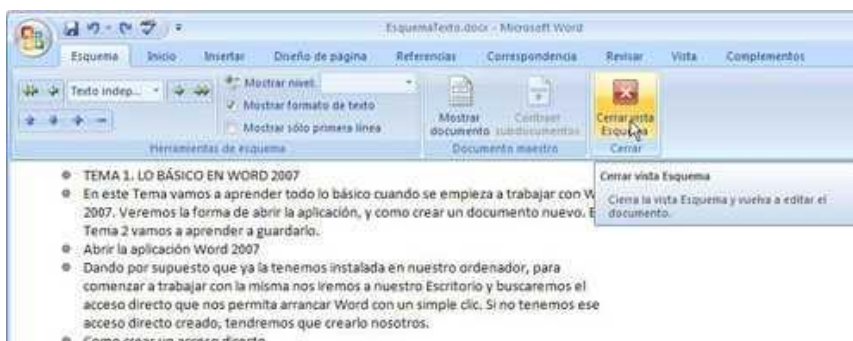 EsquemaTexto.docx - Microsoft Word
Esquema Inicio Insertar Diseño de página Referencias Correspondencia Revisar Vista Complementos
Texto indep...
Mostrar nivel:
Mostrar formato de texto
Mostrar sólo primera línea
Herramientas de esquema
Mostrar documento
Contraer subdocumentos
Documento maestro
Cerrar vista
Esquema
Cerrar
Cerrar vista Esquema
Cierra la vista Esquema y vuelve a editar el
documento.
TEMA 1. LO BÁSICO EN WORD 2007
En este Tema vamos a aprender todo lo básico cuando se empieza a trabajar con W
2007. Veremos la forma de abrir la aplicación, y como crear un documento nuevo. E
Tema 2 vamos a aprender a guardarlo.
Abrir la aplicación Word 2007
Dando por supuesto que ya la tenemos instalada en nuestro ordenador, para
comenzar a trabajar con la misma nos iremos a nuestro Escritorio y buscaremos el
acceso directo que nos permita arrancar Word con un simple clic. Si no tenemos ese
acceso directo creado, tendremos que crearlo nosotros.
Como crear un acceso directo